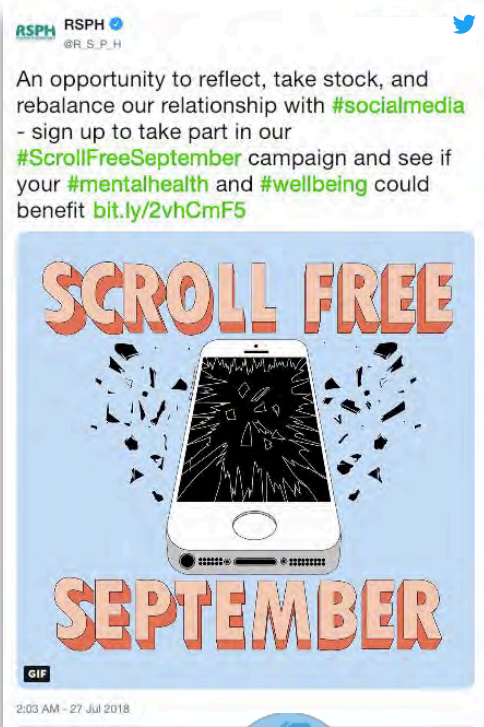 RSPH
RSPH
@R_S_P_H
An opportunity to reflect, take stock, and
rebalance our relationship with #socialmedia
- sign up to take part in our
#ScrollFreeSeptember campaign and see if
your #mentalhealth and #wellbeing could
benefit bit.ly/2vhCmF5
SCROLL FREE
SEPTEMBER
GIF
2:03 AM - 27 Jul 2018